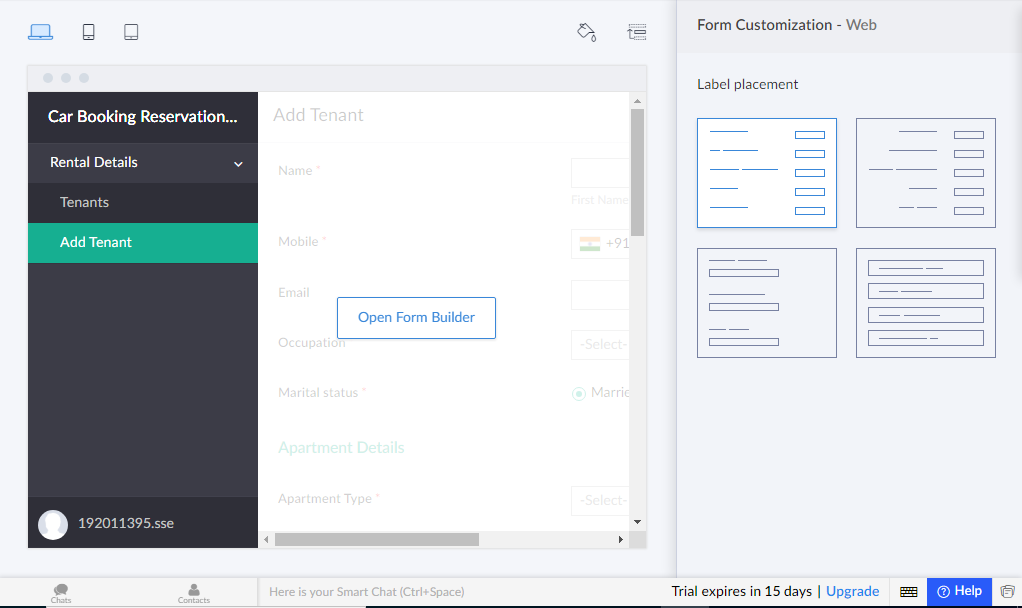 Form Customization - Web
Label placement
Car Booking Reservation...
Rental Details
Tenants
Add Tenant
192011395.sse
Add Tenant
Name *
First Name
Mobile *
+91
Email
Open Form Builder
Occupation
-Select-
Marital status *
Marrie
Apartment Details
Apartment Type *
-Select-
Chats
Contacts
Here is your Smart Chat (Ctrl+Space)
Trial expires in 15 days | Upgrade
Help